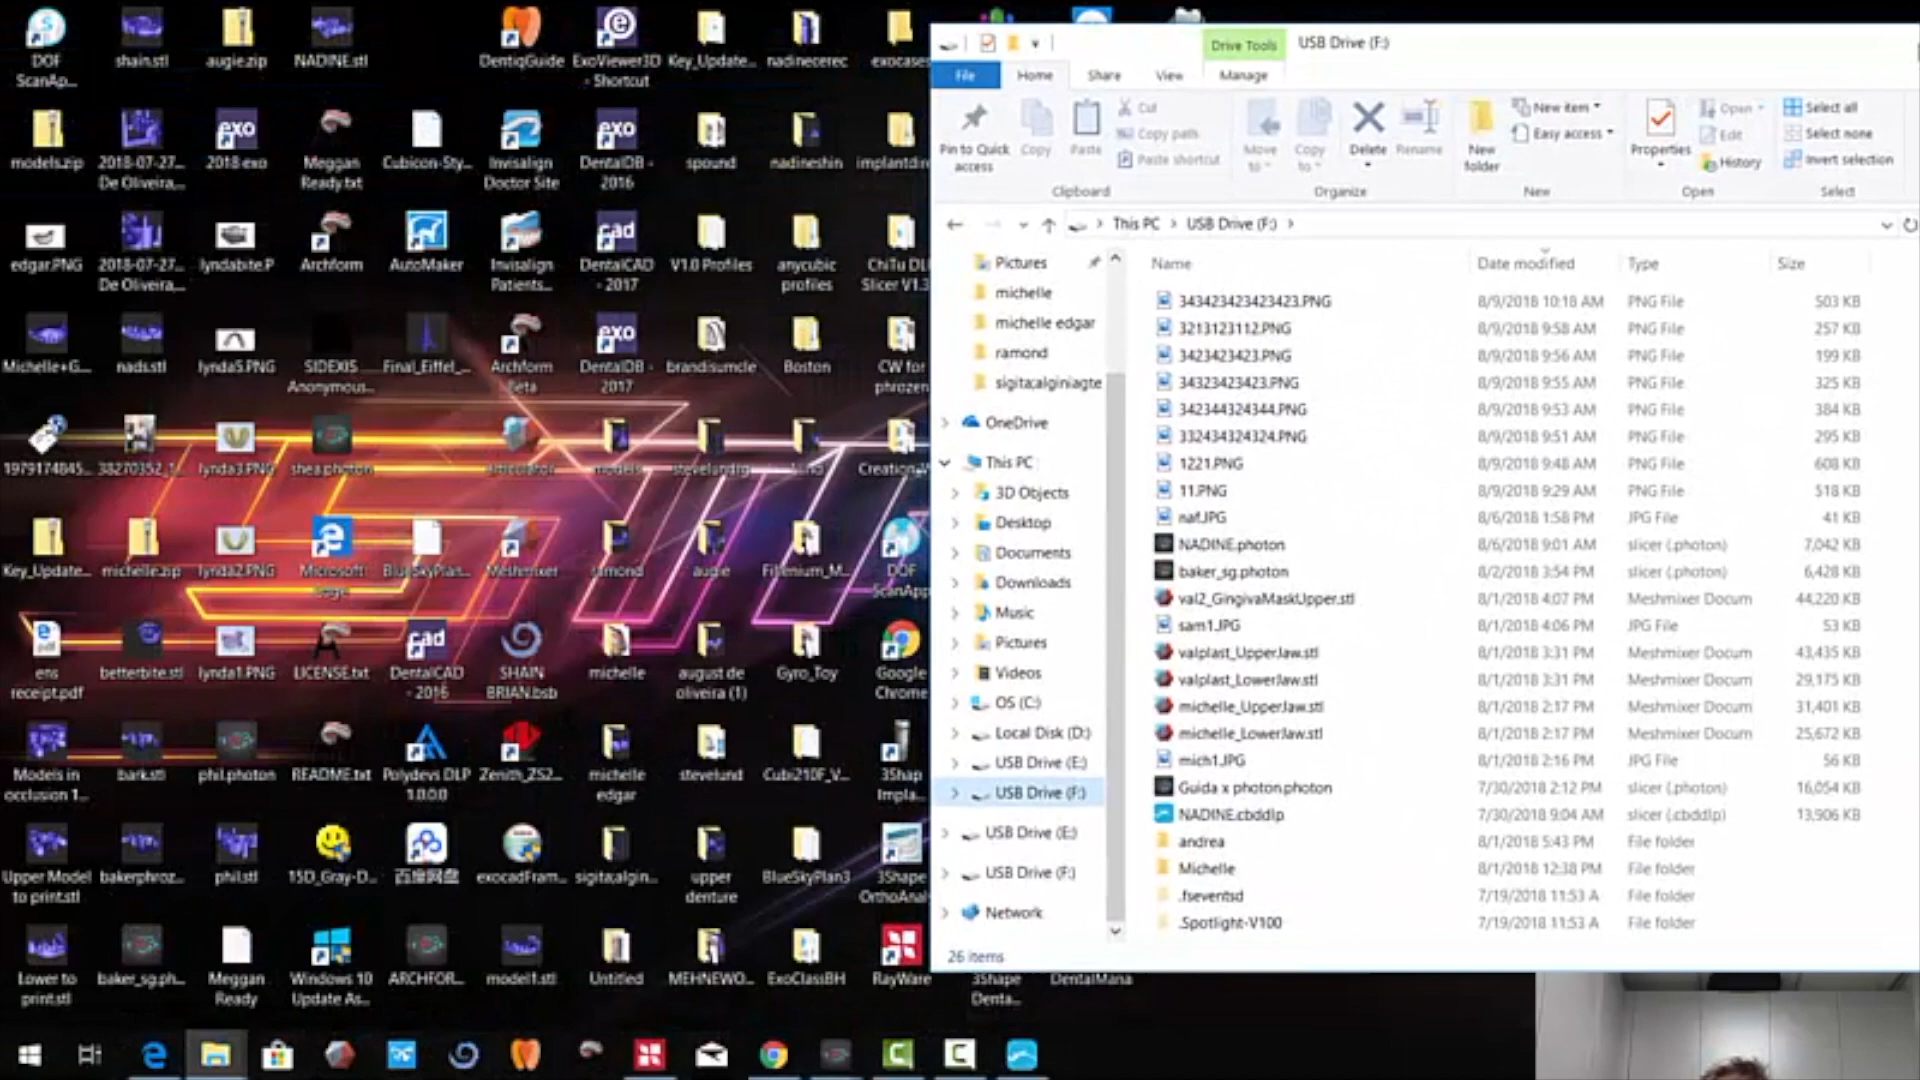 DOF
ScanAp...
shain.stl
augie.zip
NADINE.stl
DentiqGuide
ExoViewer3D
- Shortcut
Key_Update...
nadinecerec
exocases
models.zip
2018-07-27...
De Oliveira,...
2018 exo
Meggan
Ready.txt
Cubicon-Sty...
Invisalign
Doctor Site
DentalDB -
2016
spound
nadineshin
implantdire
edgar.PNG
2018-07-27...
De Oliveira,...
lyndabite.P
Archform
AutoMaker
Invisalign
Patients...
DentalCAD
- 2017
V1.0 Profiles
anycubic
profiles
ChiTu DL
Slicer V1.3
Michelle+G...
nads.stl
lynda5.PNG
SIDEXIS
Anonymous...
Final_Eiffel_...
Archform
Beta
DentalDB -
2017
brandisumcle
Boston
CW for
phrozen
1979174845...
38270352_1...
lynda3.PNG
shea.photon
models
stevelundrg
Creation
Key_Update...
michelle.zip
lynda2.PNG
Microsoft
Edge
BlueSkyPlan...
Meshmixer
ramond
augie
Fillenium_M...
DOF
ScanApp
ens
receipt.pdf
betterbite.stl
lynda1.PNG
LICENSE.txt
DentalCAD
- 2016
SHAIN
BRIAN.bsb
michelle
august de
oliveira (1)
Gyro_Toy
Google
Chrome
Models in
occlusion 1...
bark.stl
phil.photon
README.txt
Polydevs DLP
1.0.0.0
Zenith_ZS2...
michelle
edgar
stevelund
Cubi210F_V...
3Shap
Impla...
Upper Model
to print.stl
bakerphroz...
phil.stl
15D_Gray-D...
百度网盘
exocadFram...
sigita;algin...
upper
denture
BlueSkyPlan3
3Shape
OrthoAnal
Lower to
print.stl
baker_sg.ph...
Meggan
Ready
Windows 10
Update As...
ARCHFOR...
model1.stl
Untitled
MEHNEWO...
ExoClassBH
RayWare
3Shape
Denta...
DentalMana
Drive Tools
USB Drive (F:)
File
Home
Share
View
Manage
Pin to Quick
access
Copy
Paste
Cut
Copy path
Paste shortcut
Clipboard
Move
to
Copy
to
Delete
Rename
Organize
New
folder
New item
Easy access
New
Properties
Open
Edit
History
Open
Select all
Select none
Invert selection
Select
This PC > USB Drive (F:) >
Pictures
michelle
michelle edgar
ramond
sigita;alginiagte
OneDrive
This PC
3D Objects
Desktop
Documents
Downloads
Music
Pictures
Videos
OS (C:)
Local Disk (D:)
USB Drive (E:)
USB Drive (F:)
USB Drive (E:)
USB Drive (F:)
Network
Name Date modified Type Size
343423423423423.PNG 8/9/2018 10:18 AM PNG File 503 KB
3213123112.PNG 8/9/2018 9:58 AM PNG File 257 KB
3423423423.PNG 8/9/2018 9:56 AM PNG File 199 KB
34323423423.PNG 8/9/2018 9:55 AM PNG File 325 KB
342344324344.PNG 8/9/2018 9:53 AM PNG File 384 KB
332434324324.PNG 8/9/2018 9:51 AM PNG File 295 KB
1221.PNG 8/9/2018 9:48 AM PNG File 608 KB
11.PNG 8/9/2018 9:29 AM PNG File 518 KB
naf.JPG 8/6/2018 1:58 PM JPG File 41 KB
NADINE.photon 8/6/2018 9:01 AM slicer (.photon) 7,042 KB
baker_sg.photon 8/2/2018 3:54 PM slicer (.photon) 6,428 KB
val2_GingivaMaskUpper.stl 8/1/2018 4:07 PM Meshmixer Docum 44,220 KB
sam1.JPG 8/1/2018 4:06 PM JPG File 53 KB
valplast_UpperJaw.stl 8/1/2018 3:31 PM Meshmixer Docum 43,435 KB
valplast_LowerJaw.stl 8/1/2018 3:31 PM Meshmixer Docum 29,175 KB
michelle_UpperJaw.stl 8/1/2018 2:17 PM Meshmixer Docum 31,401 KB
michelle_LowerJaw.stl 8/1/2018 2:17 PM Meshmixer Docum 25,672 KB
mich1.JPG 8/1/2018 2:16 PM JPG File 56 KB
Guida x photon.photon 7/30/2018 2:12 PM slicer (.photon) 16,054 KB
NADINE.cbddlp 7/30/2018 9:04 AM slicer (.cbddlp) 13,906 KB
andrea 8/1/2018 5:43 PM File folder
Michelle 8/1/2018 12:38 PM File folder
.fseventsd 7/19/2018 11:53 A File folder
.Spotlight-V100 7/19/2018 11:53 A File folder
26 items